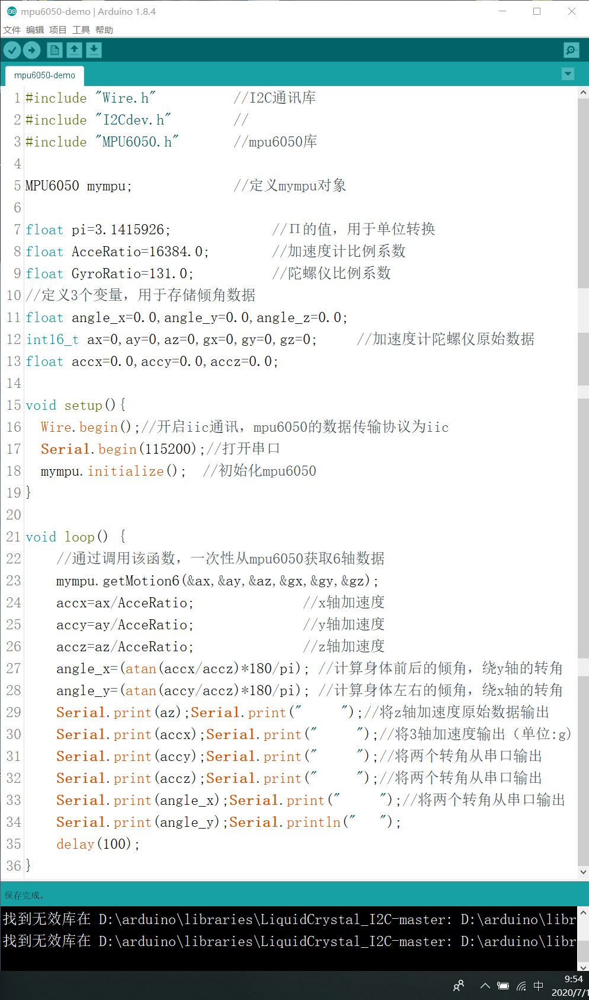 mpu6050-demo | Arduino 1.8.4
文件 编辑 项目 工具 帮助
mpu6050-demo
1 #include "Wire.h" //I2C通讯库
2 #include "I2Cdev.h" //
3 #include "MPU6050.h" //mpu6050库
4
5 MPU6050 mympu; //定义mympu对象
6
7 float pi=3.1415926; //Π的值，用于单位转换
8 float AcceRatio=16384.0; //加速度计比例系数
9 float GyroRatio=131.0; //陀螺仪比例系数
10 //定义3个变量，用于存储倾角数据
11 float angle_x=0.0,angle_y=0.0,angle_z=0.0;
12 int16_t ax=0,ay=0,az=0,gx=0,gy=0,gz=0; //加速度计陀螺仪原始数据
13 float accx=0.0,accy=0.0,accz=0.0;
14
15 void setup(){
16 Wire.begin();//开启iic通讯，mpu6050的数据传输协议为iic
17 Serial.begin(115200);//打开串口
18 mympu.initialize(); //初始化mpu6050
19 }
20
21 void loop() {
22 //通过调用该函数，一次性从mpu6050获取6轴数据
23 mympu.getMotion6(&ax,&ay,&az,&gx,&gy,&gz);
24 accx=ax/AcceRatio; //x轴加速度
25 accy=ay/AcceRatio; //y轴加速度
26 accz=az/AcceRatio; //z轴加速度
27 angle_x=(atan(accx/accz)*180/pi); //计算身体前后的倾角，绕y轴的转角
28 angle_y=(atan(accy/accz)*180/pi); //计算身体左右的倾角，绕x轴的转角
29 Serial.print(az);Serial.print("     ");//将z轴加速度原始数据输出
30 Serial.print(accx);Serial.print("     ");//将3轴加速度输出（单位:g)
31 Serial.print(accy);Serial.print("     ");//将两个转角从串口输出
32 Serial.print(accz);Serial.print("     ");//将两个转角从串口输出
33 Serial.print(angle_x);Serial.print("     ");//将两个转角从串口输出
34 Serial.print(angle_y);Serial.println("   ");
35 delay(100);
36 }
保存完成。
找到无效库在 D:\arduino\libraries\LiquidCrystal_I2C-master: D:\arduino\libr
找到无效库在 D:\arduino\libraries\LiquidCrystal_I2C-master: D:\arduino\libr
中
9:54
2020/7/1